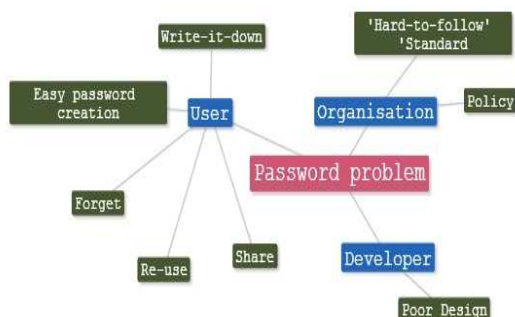 'Hard-to-follow'
'Standard
Write-it-down
Easy password
creation
User
Organisation
Policy
Password problem
Forget
Re-use
Share
Developer
Poor Design